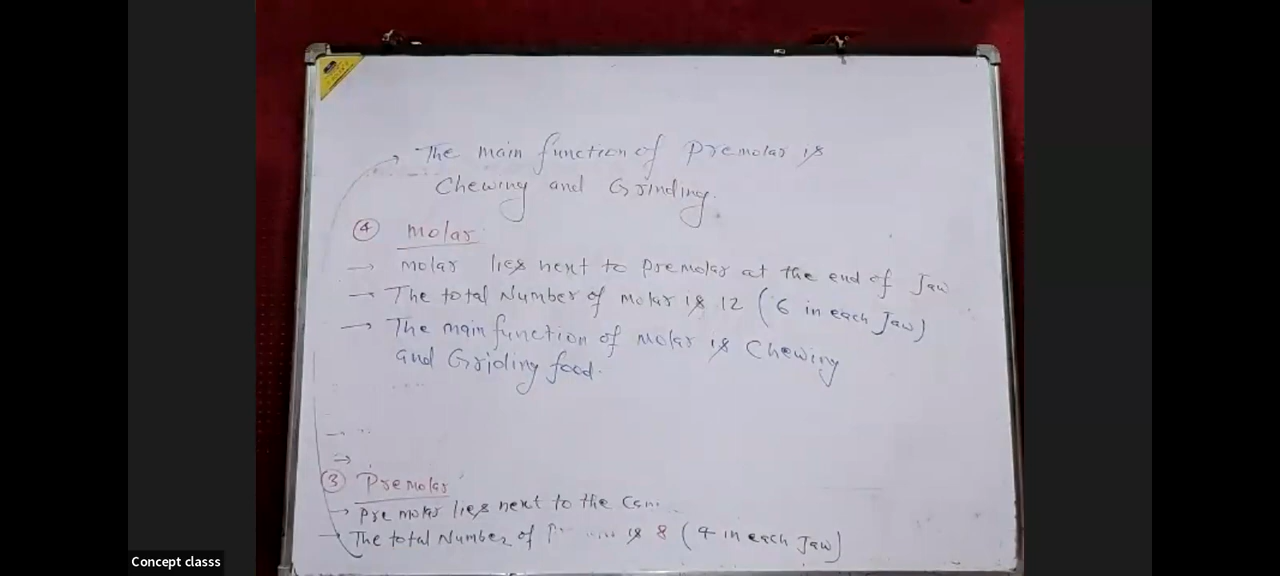 The main function of Premolar is
Chewing and Grinding.
④ molar
→ molar lies next to premolar at the end of Jaw
→ The total Number of molar is 12 (6 in each Jaw)
→ The main function of molar is Chewing
and Griding food.
③ Premolar
→ Pre molar lies next to the
→ The total Number of is 8 (4 in each Jaw)
Concept classs